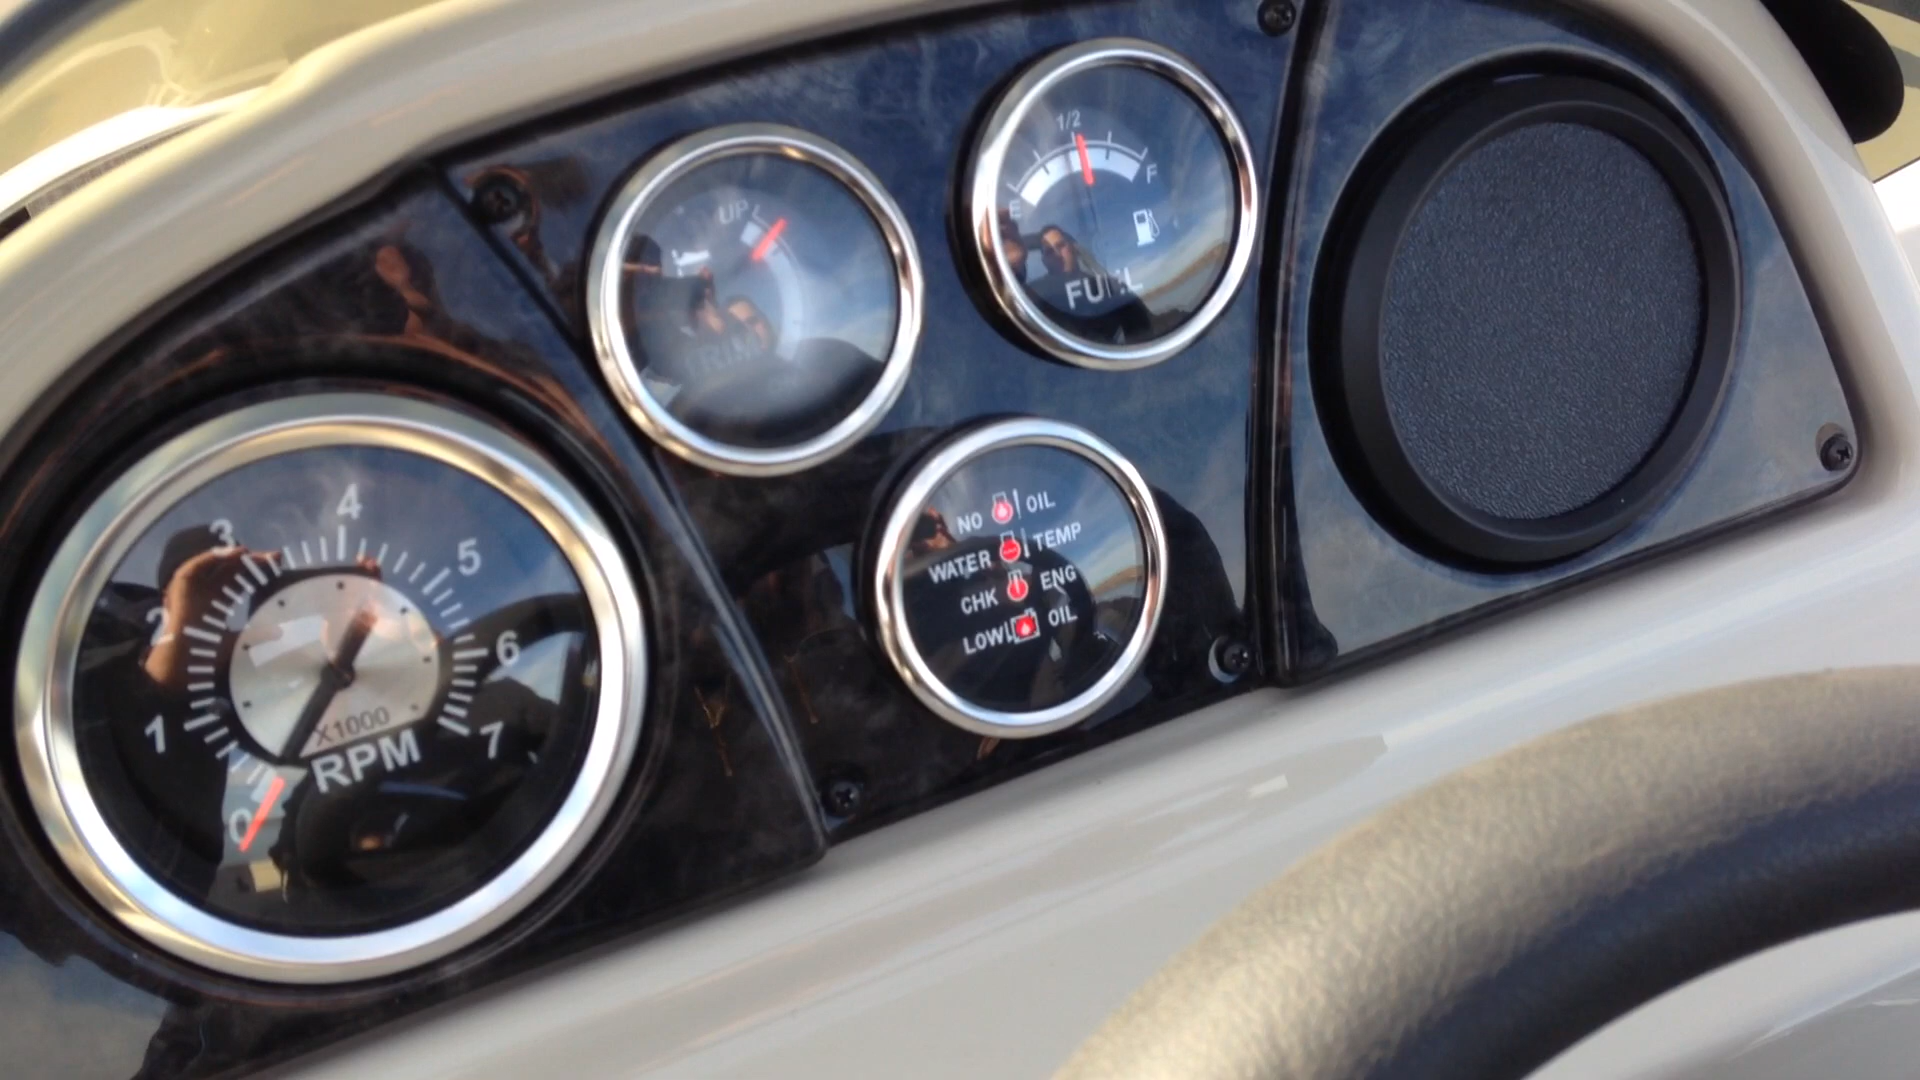 0
1
2
3
4
5
6
7
X1000
RPM
UP
TRIM
E
1/2
F
FUEL
NO OIL
WATER TEMP
CHK ENG
LOW OIL